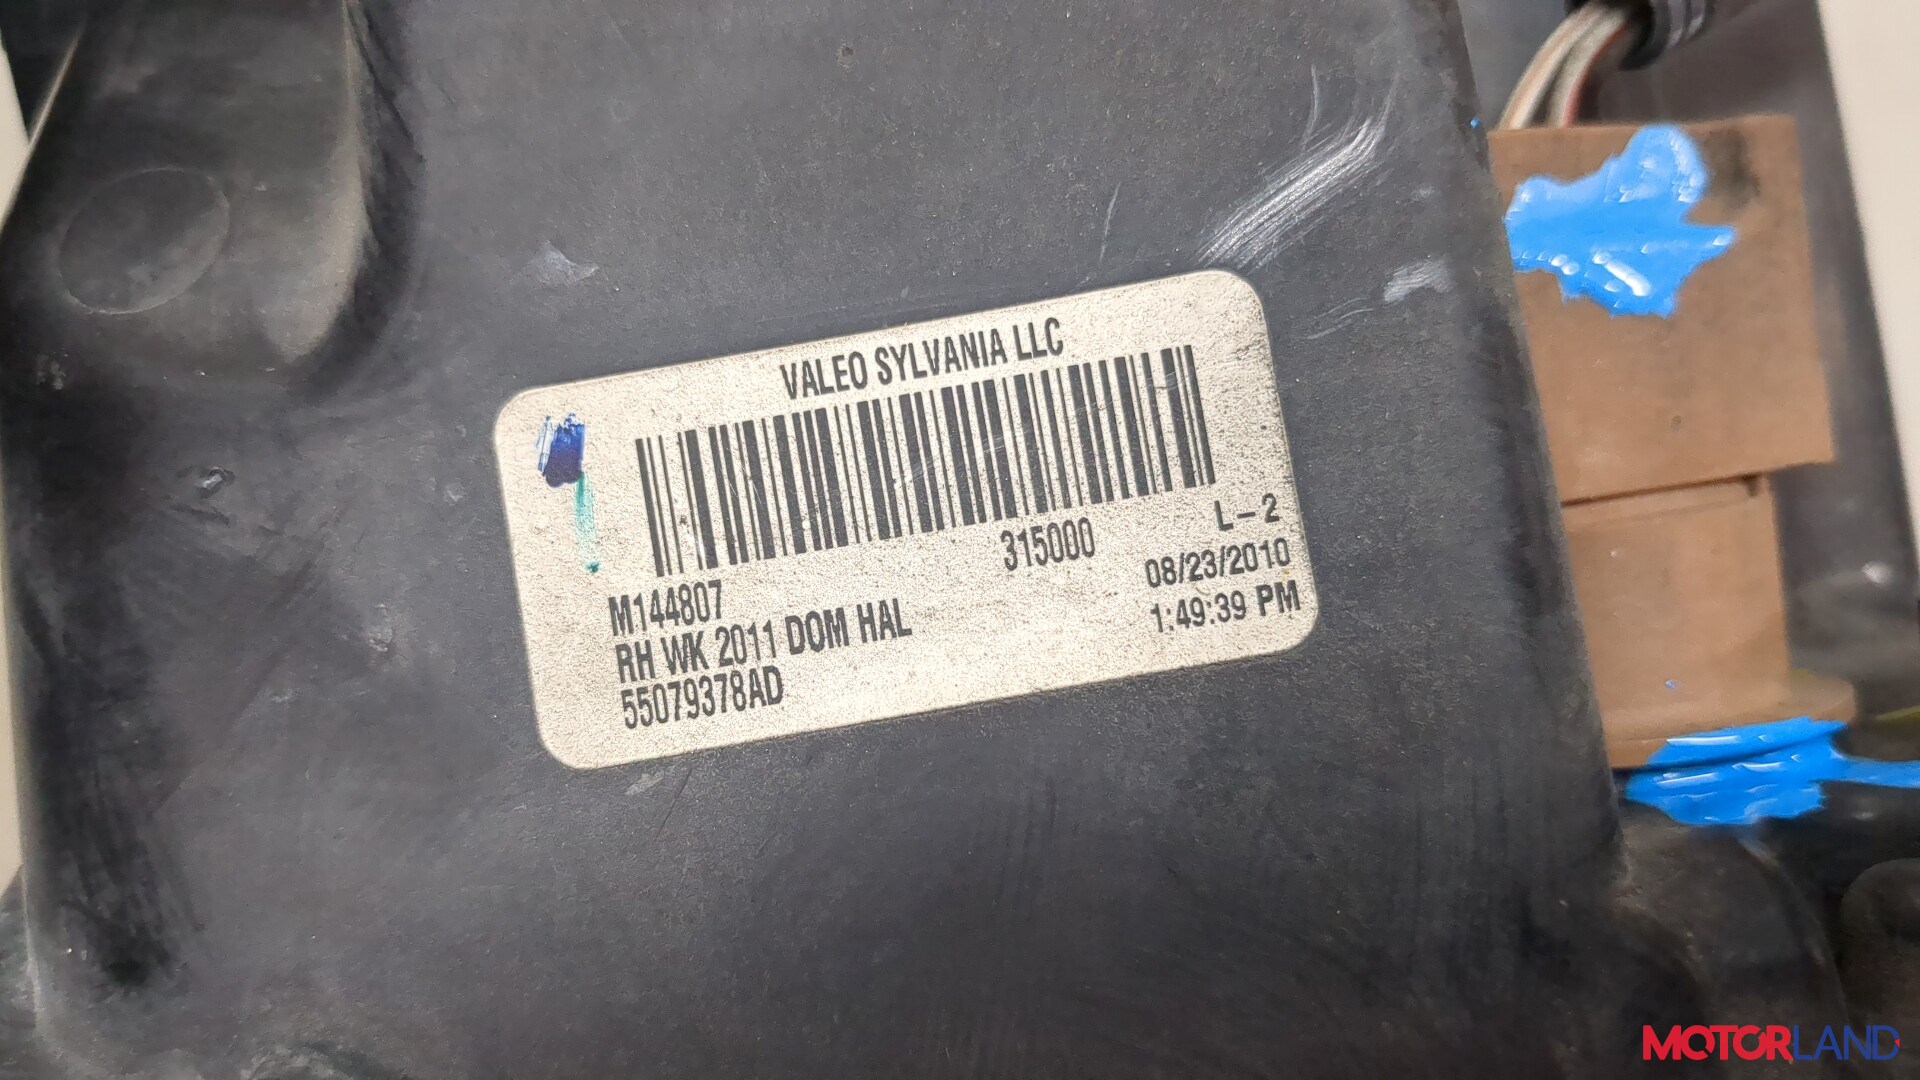 VALEO SYLVANIA LLC
315000
L-2
M144807
08/23/2010
RH WK 2011 DOM HAL
1:49:39 PM
55079378AD
MOTORLAND